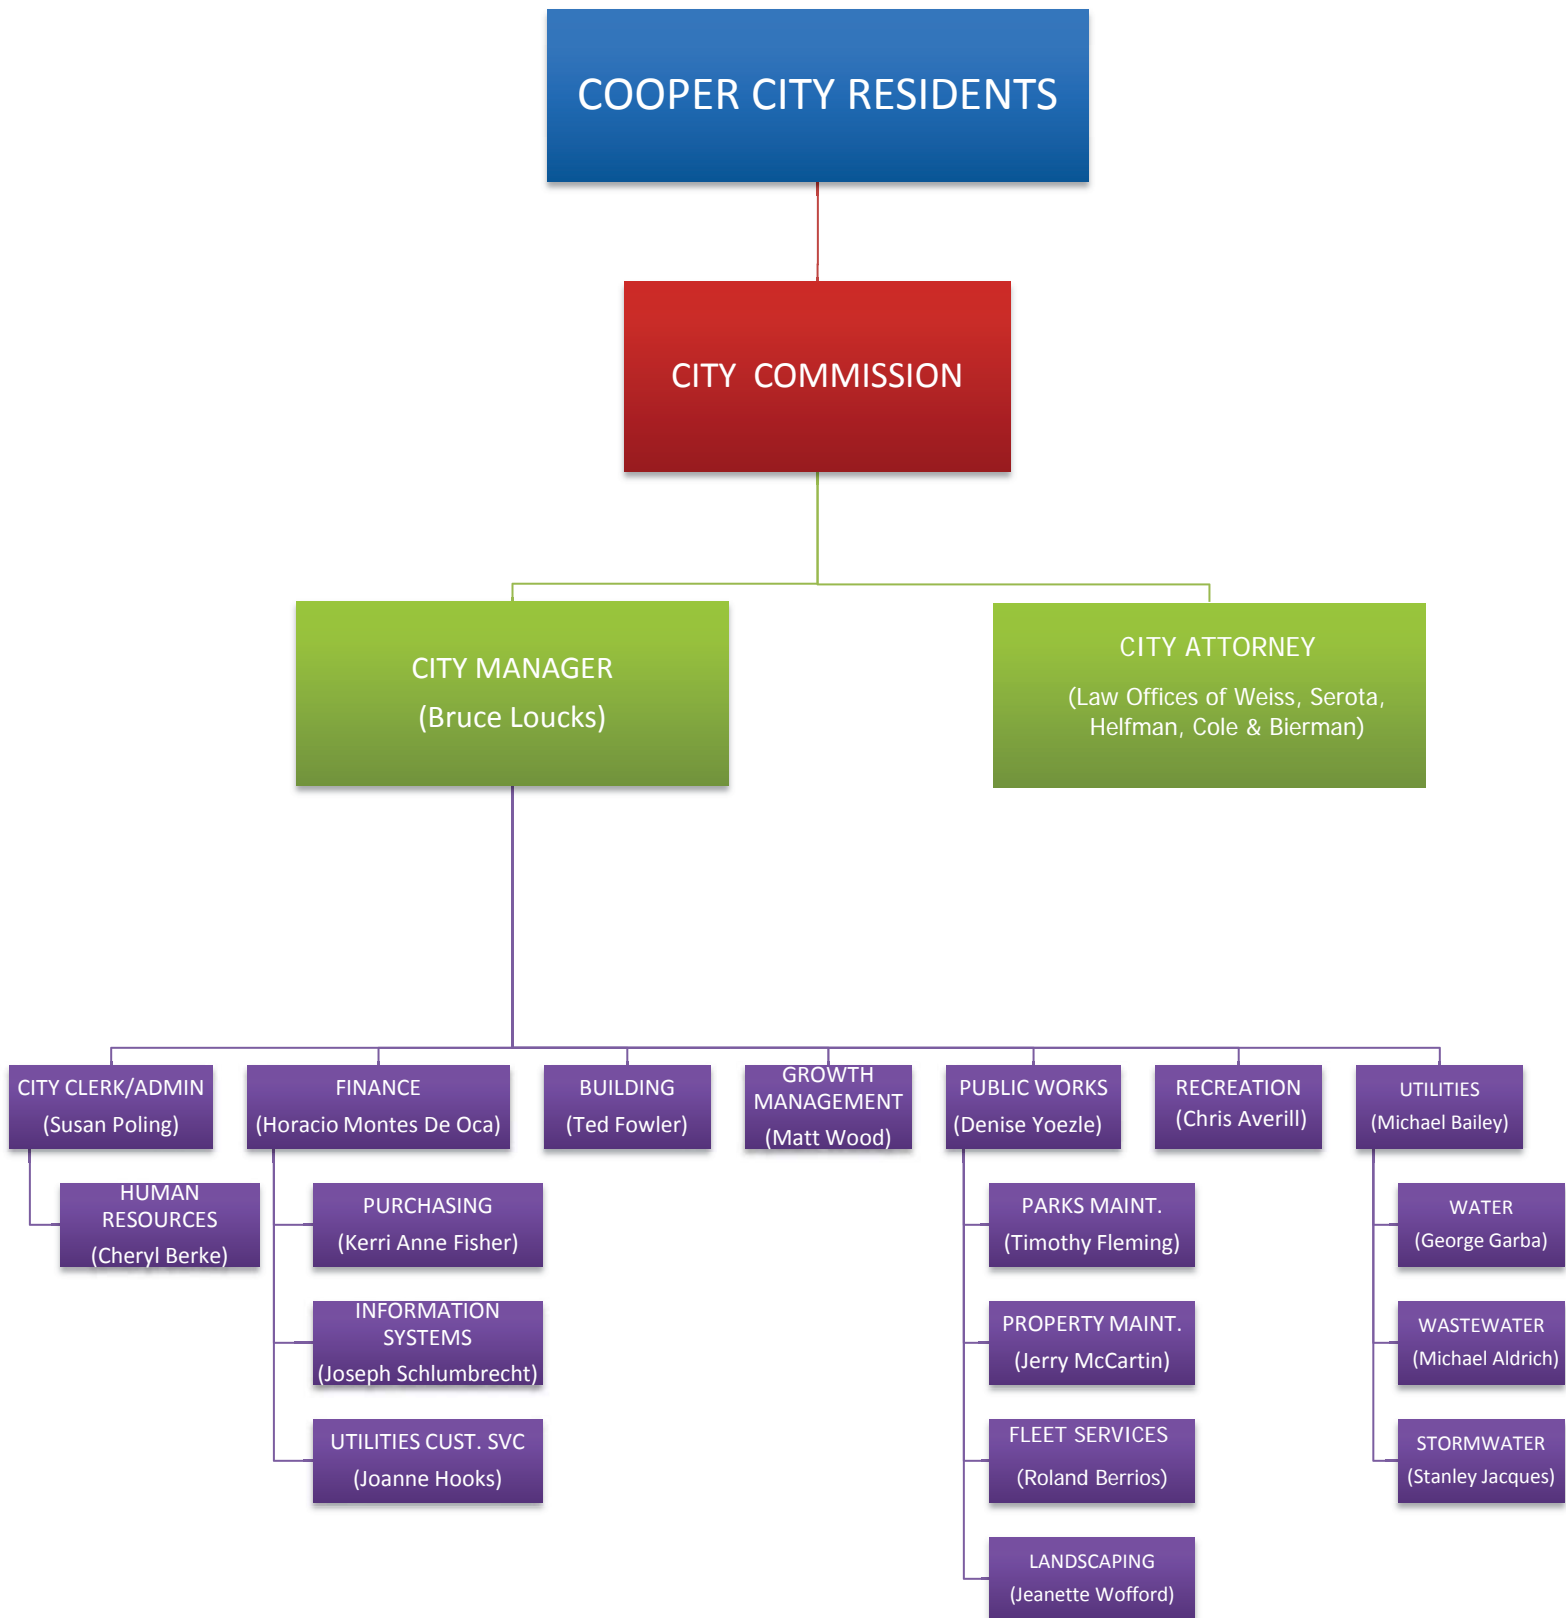 COOPER CITY RESIDENTS
CITY COMMISSION
CITY MANAGER
(Bruce Loucks)
CITY ATTORNEY
(Law Offices of Weiss, Serota,
Helfman, Cole & Bierman)
CITY CLERK/ADMIN
(Susan Poling)
HUMAN
RESOURCES
(Cheryl Berke)
FINANCE
(Horacio Montes De Oca)
PURCHASING
(Kerri Anne Fisher)
INFORMATION
SYSTEMS
(Joseph Schlumbrecht)
UTILITIES CUST. SVC
(Joanne Hooks)
BUILDING
(Ted Fowler)
GROWTH
MANAGEMENT
(Matt Wood)
PUBLIC WORKS
(Denise Yoezle)
PARKS MAINT.
(Timothy Fleming)
PROPERTY MAINT.
(Jerry McCartin)
FLEET SERVICES
(Roland Berrios)
LANDSCAPING
(Jeanette Wofford)
RECREATION
(Chris Averill)
UTILITIES
(Michael Bailey)
WATER
(George Garba)
WASTEWATER
(Michael Aldrich)
STORMWATER
(Stanley Jacques)